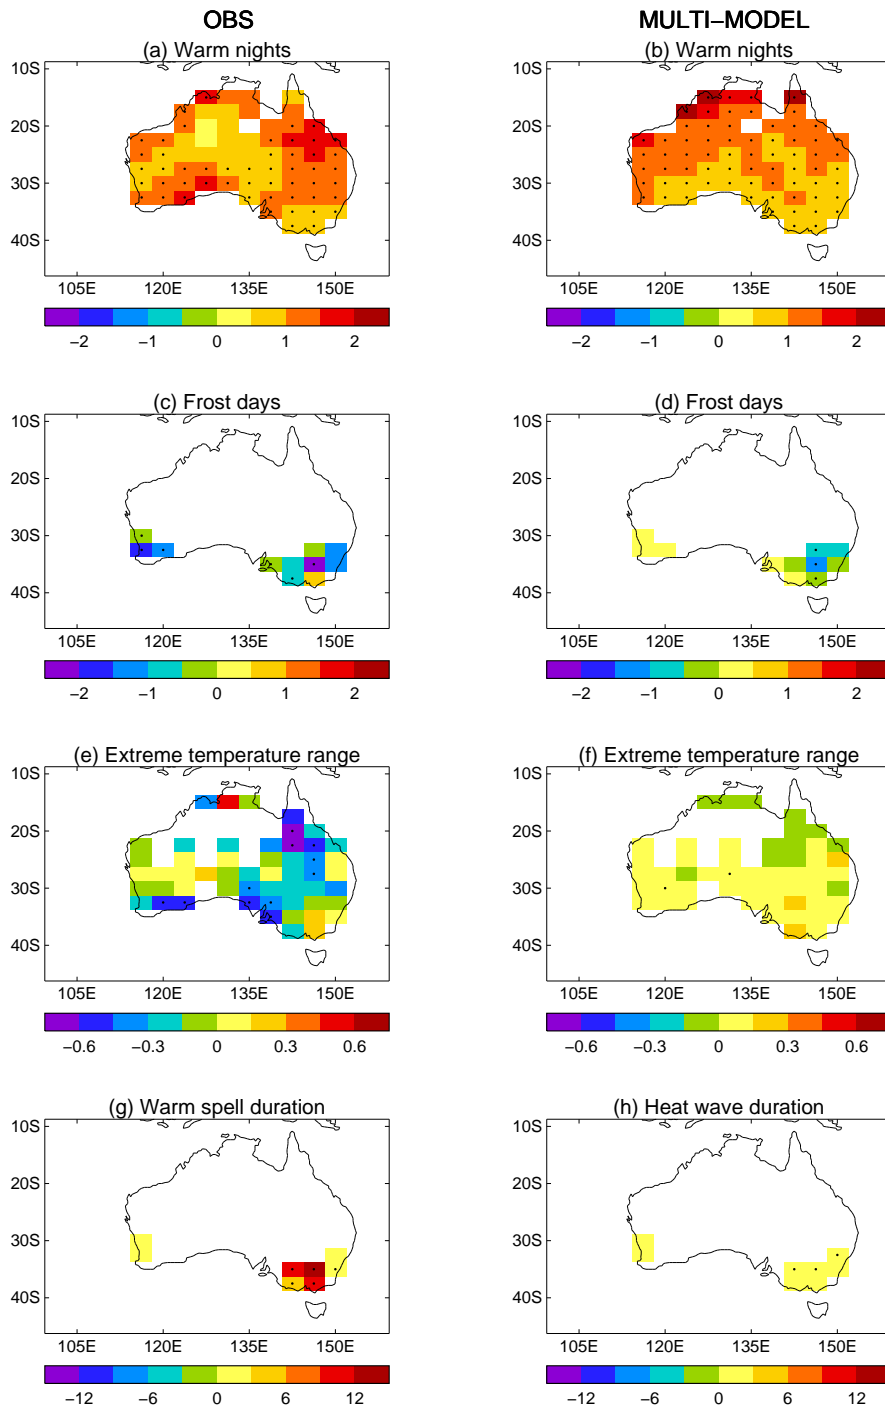 OBS MULTI−MODEL
(a) Warm nights (b) Warm nights
10S 10S
20S 20S
30S 30S
40S 40S
105E 120E 135E 150E 105E 120E 135E 150E
−2 −1 0 1 2 −2 −1 0 1 2
(c) Frost days (d) Frost days
10S 10S
20S 20S
30S 30S
40S 40S
105E 120E 135E 150E 105E 120E 135E 150E
−2 −1 0 1 2 −2 −1 0 1 2
(e) Extreme temperature range (f) Extreme temperature range
10S 10S
20S 20S
30S 30S
40S 40S
105E 120E 135E 150E 105E 120E 135E 150E
−0.6 −0.3 0 0.3 0.6 −0.6 −0.3 0 0.3 0.6
(g) Warm spell duration (h) Heat wave duration
10S 10S
20S 20S
30S 30S
40S 40S
105E 120E 135E 150E 105E 120E 135E 150E
−12 −6 0 6 12 −12 −6 0 6 12